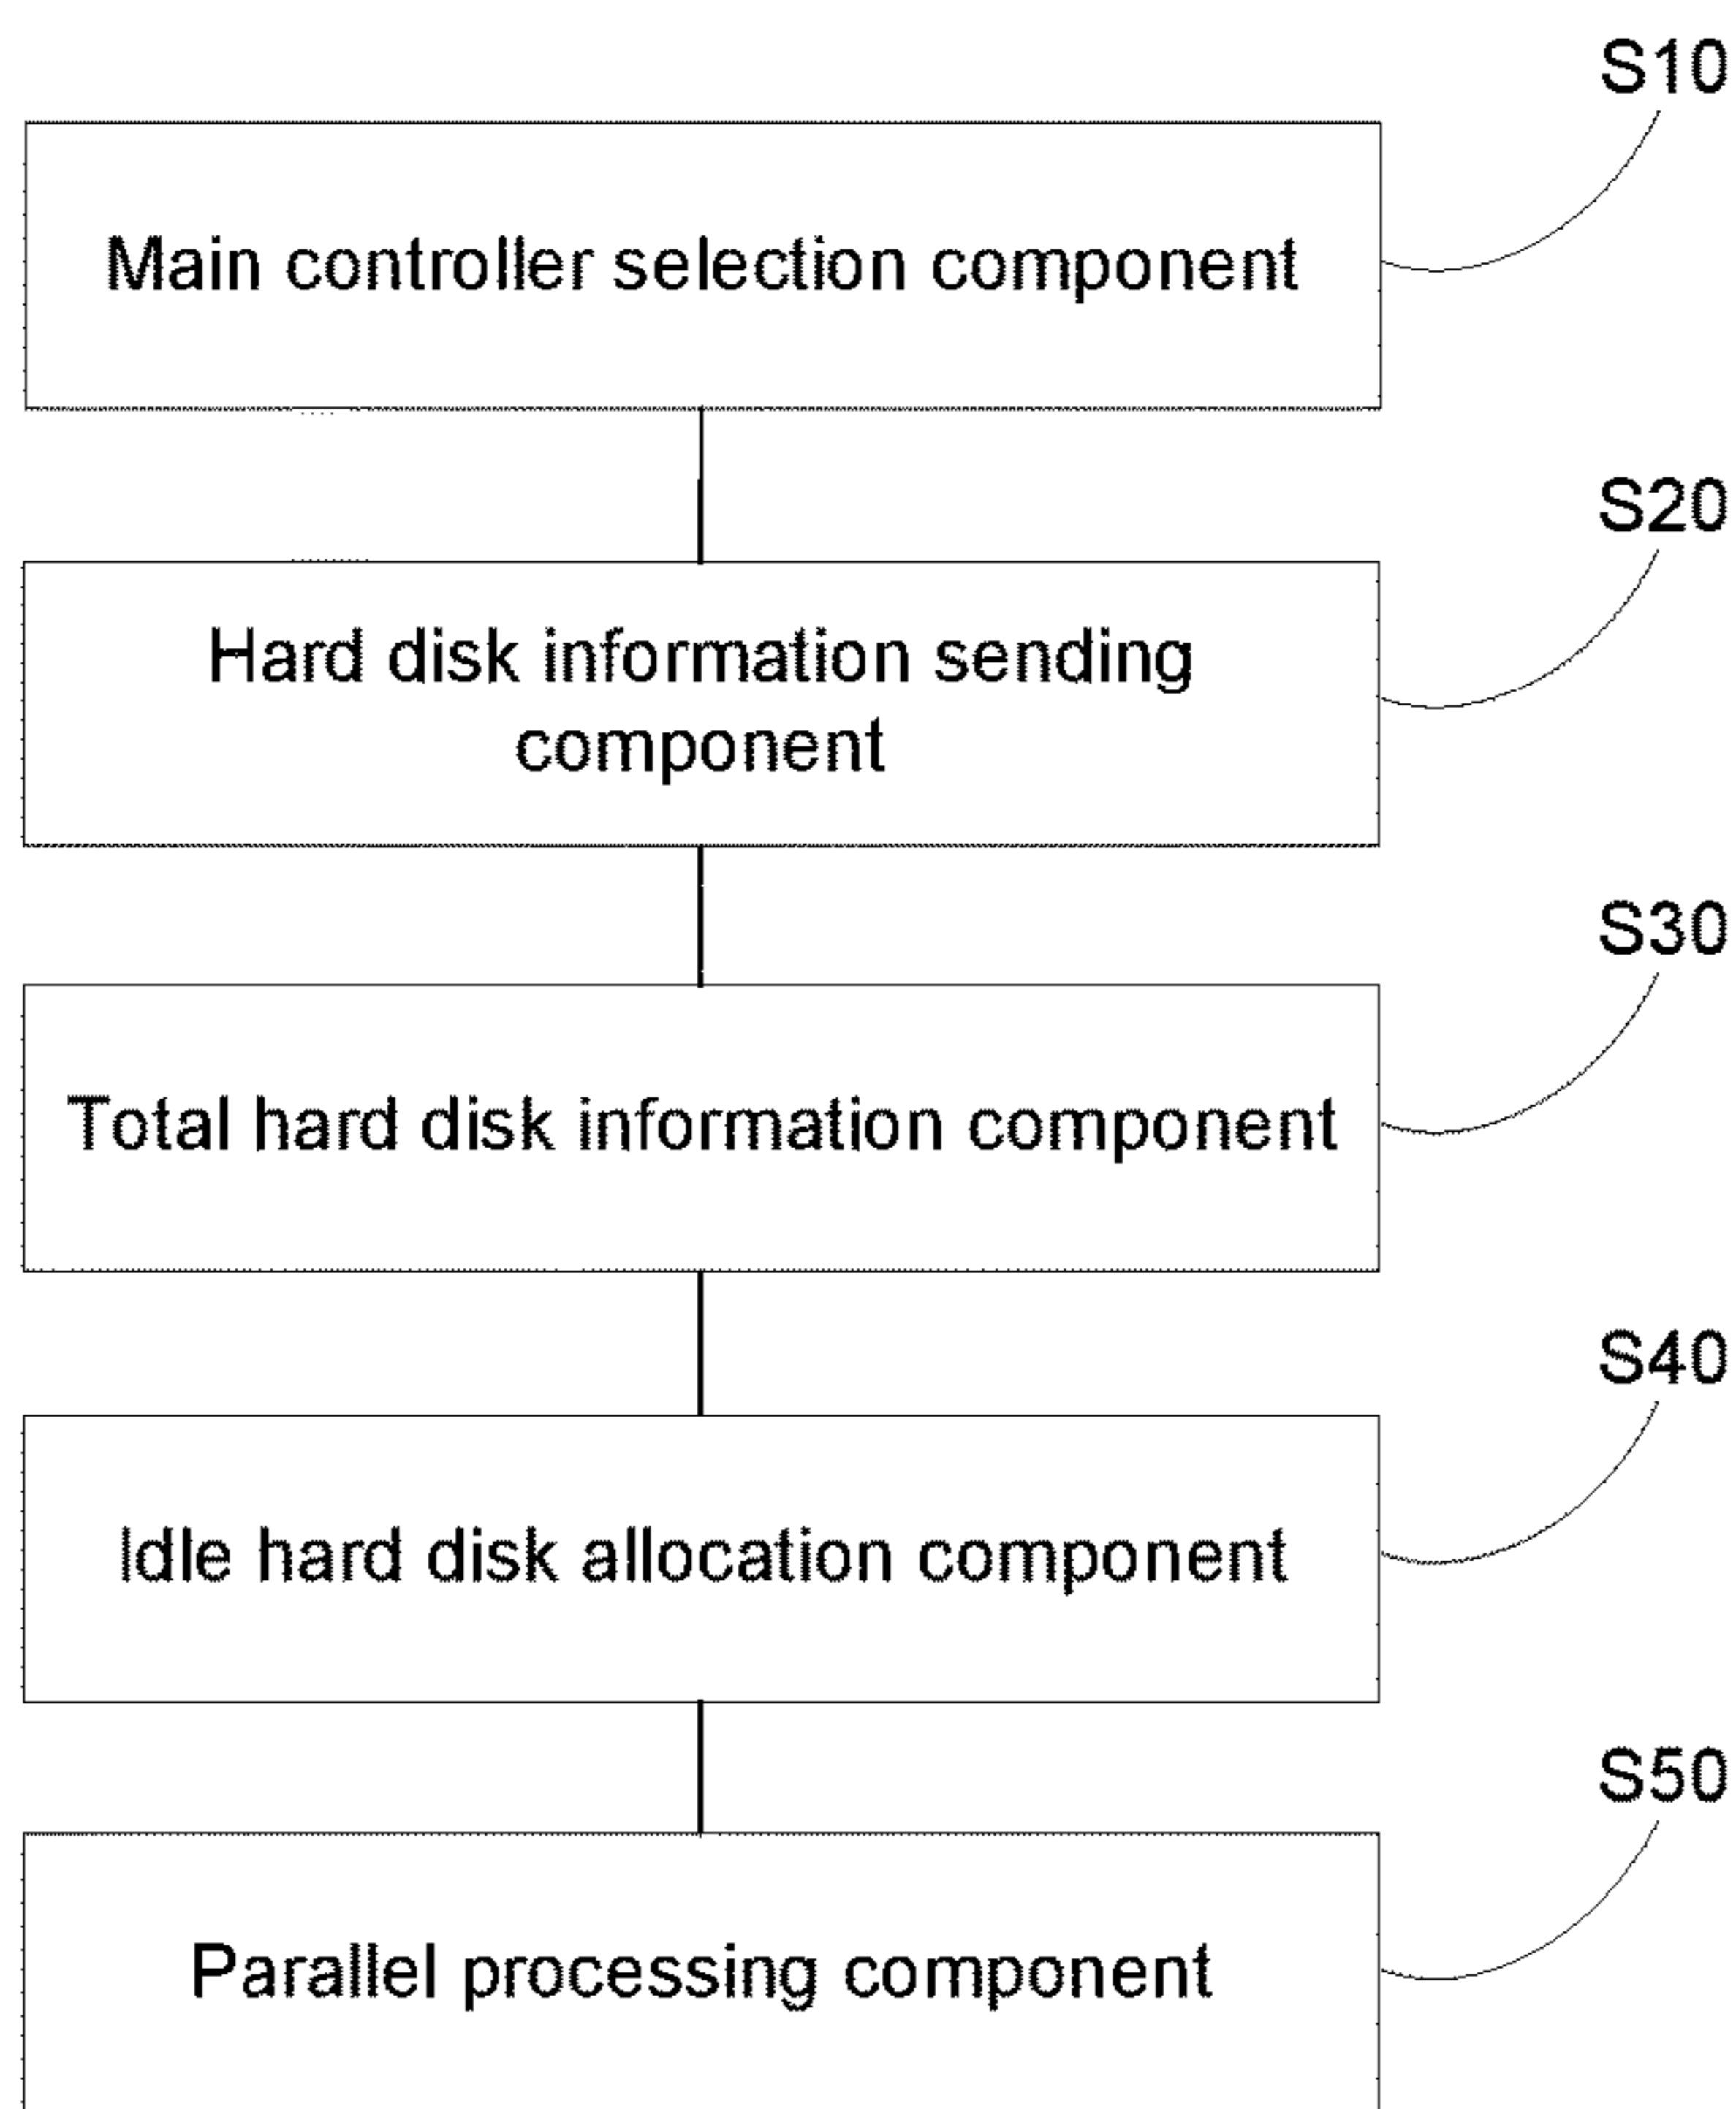 S10
Main controller selection component
S20
Hard disk information sending
component
S30
Total hard disk information component
S40
Idle hard disk allocation component
S50
Parallel processing component